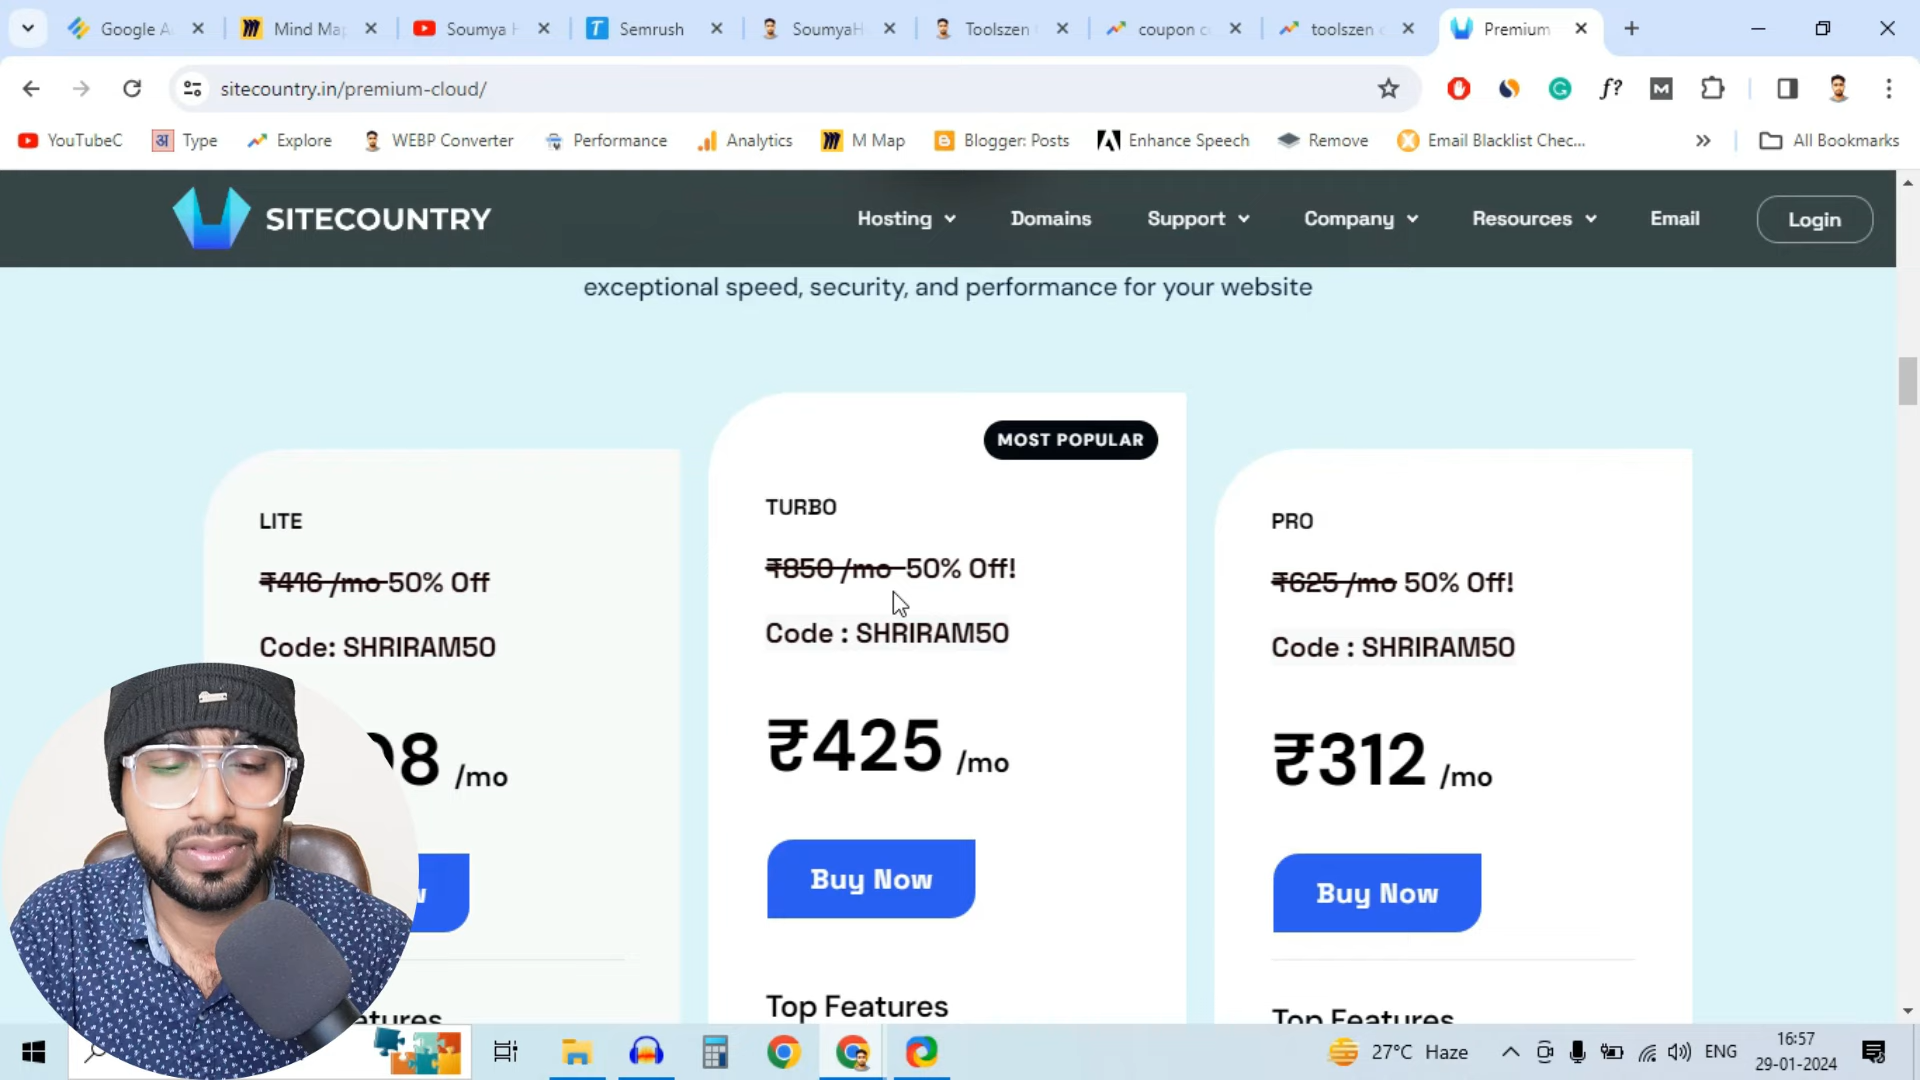 Google A
Mind Ma
Soumya H
Semrush
SoumyaH
Toolszen
coupon c
toolszen
Premium
sitecountry.in/premium-cloud/
YouTubeC
Type
Explore
WEBP Converter
Performance
Analytics
M Map
Blogger: Posts
Enhance Speech
Remove
Email Blacklist Chec...
All Bookmarks
SITECOUNTRY
Hosting
Domains
Support
Company
Resources
Email
Login
exceptional speed, security, and performance for your website
MOST POPULAR
LITE
₹416 /mo 50% Off
Code: SHRIRAM50
8 /mo
TURBO
₹850 /mo 50% Off!
Code : SHRIRAM50
₹425 /mo
Buy Now
Top Features
PRO
₹625 /mo 50% Off!
Code : SHRIRAM50
₹312 /mo
Buy Now
Top Features
27°C Haze
ENG
16:57
29-01-2024